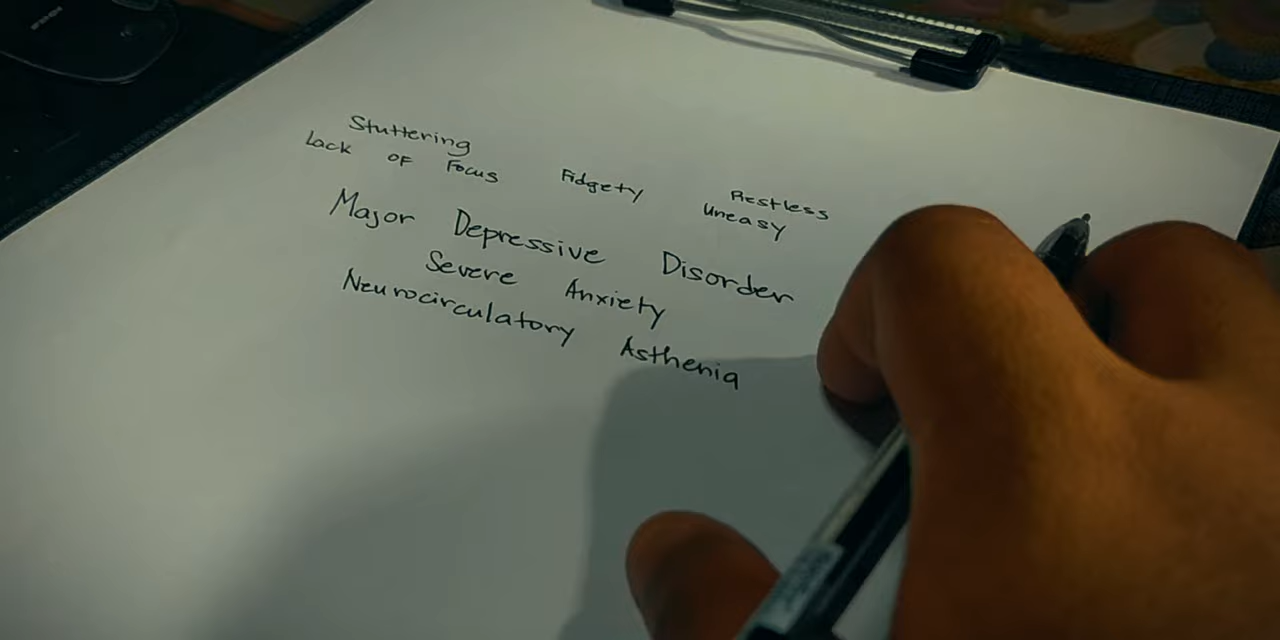 Stuttering
Lack of Focus
Fidgety
Restless
Uneasy
Major Depressive Disorder
Severe Anxiety
Neurocirculatory Asthenia